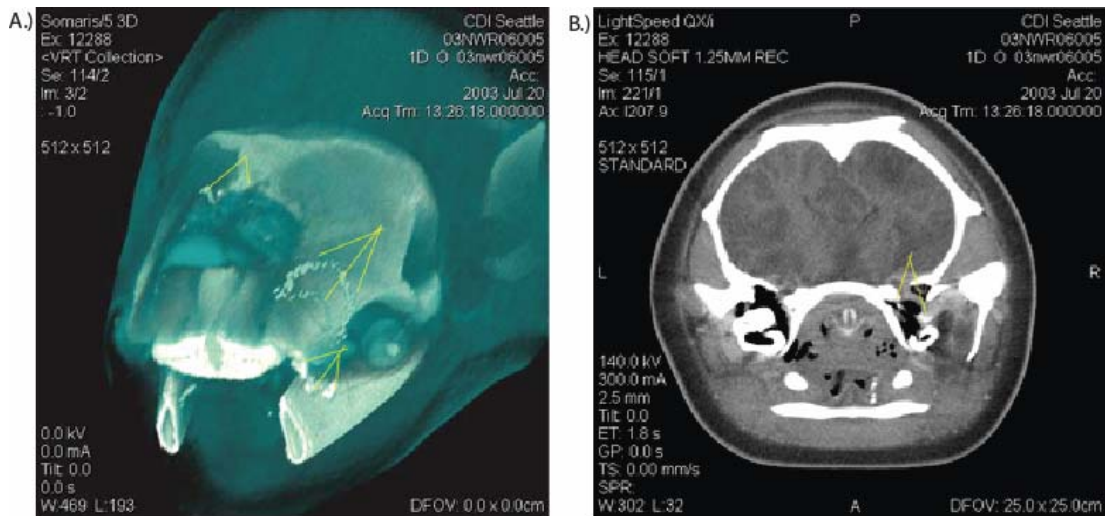 A.)
Somaris/5 3D
Ex: 12288
<VRT Collection>
Se: 114/2
Im: 3/2
: -1.0
512 x 512
CDI Seattle
03NWR06005
1D O 03nwr06005
Acc:
2003 Jul 20
Acq Tm: 13:26:18.000000
0.0 kV
0.0 mA
Tilt: 0.0
0.0 s
W:469 L:193
DFOV: 0.0 x 0.0cm
B.)
LightSpeed QX/i
Ex: 12288
HEAD SOFT 1.25MM REC
Se: 115/1
Im: 221/1
Ax: I207.9
512 x 512
STANDARD
P
CDI Seattle
03NWR06005
1D O 03nwr06005
Acc:
2003 Jul 20
Acq Tm: 13:26:18.000000
L
R
140.0 kV
300.0 mA
2.5 mm
Tilt: 0.0
ET: 1.8 s
GP: 0.0 s
TS: 0.00 mm/s
SPR:
W:302 L:32
A
DFOV: 25.0 x 25.0cm